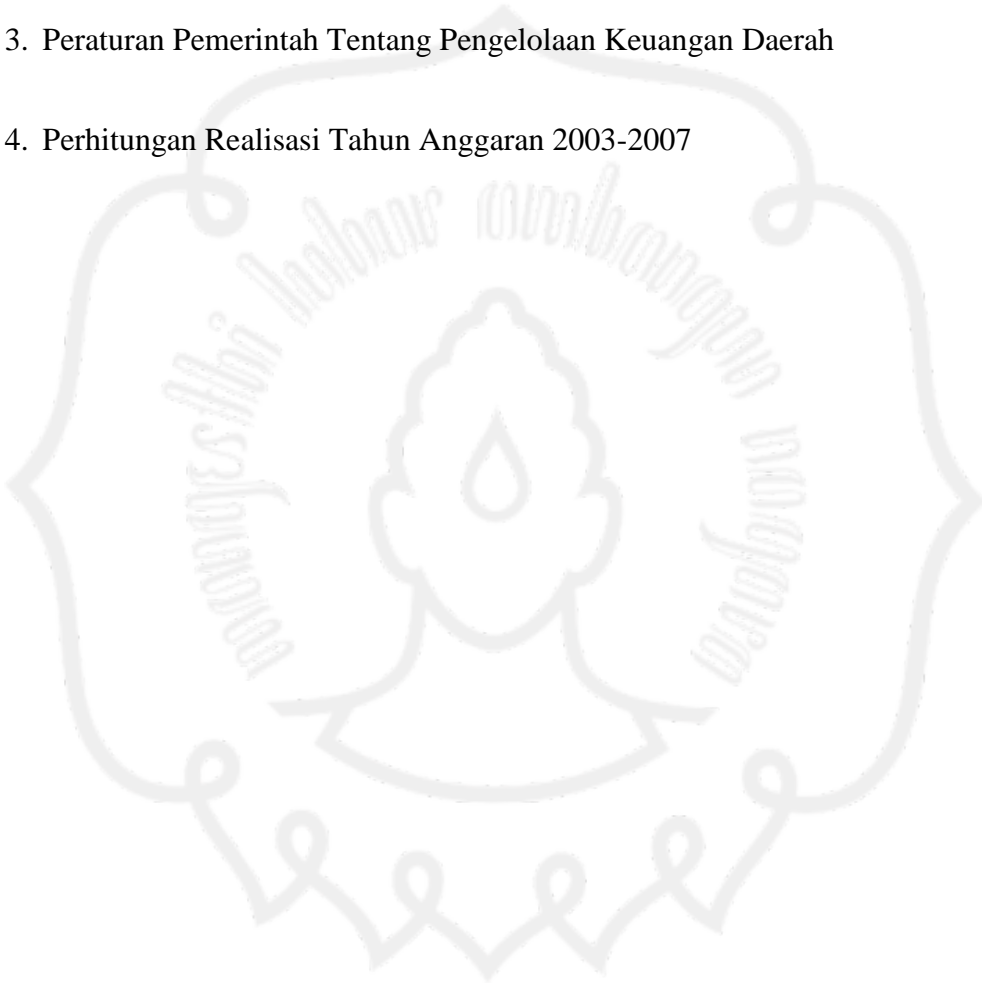 3. Peraturan Pemerintah Tentang Pengelolaan Keuangan Daerah
4. Perhitungan Realisasi Tahun Anggaran 2003-2007